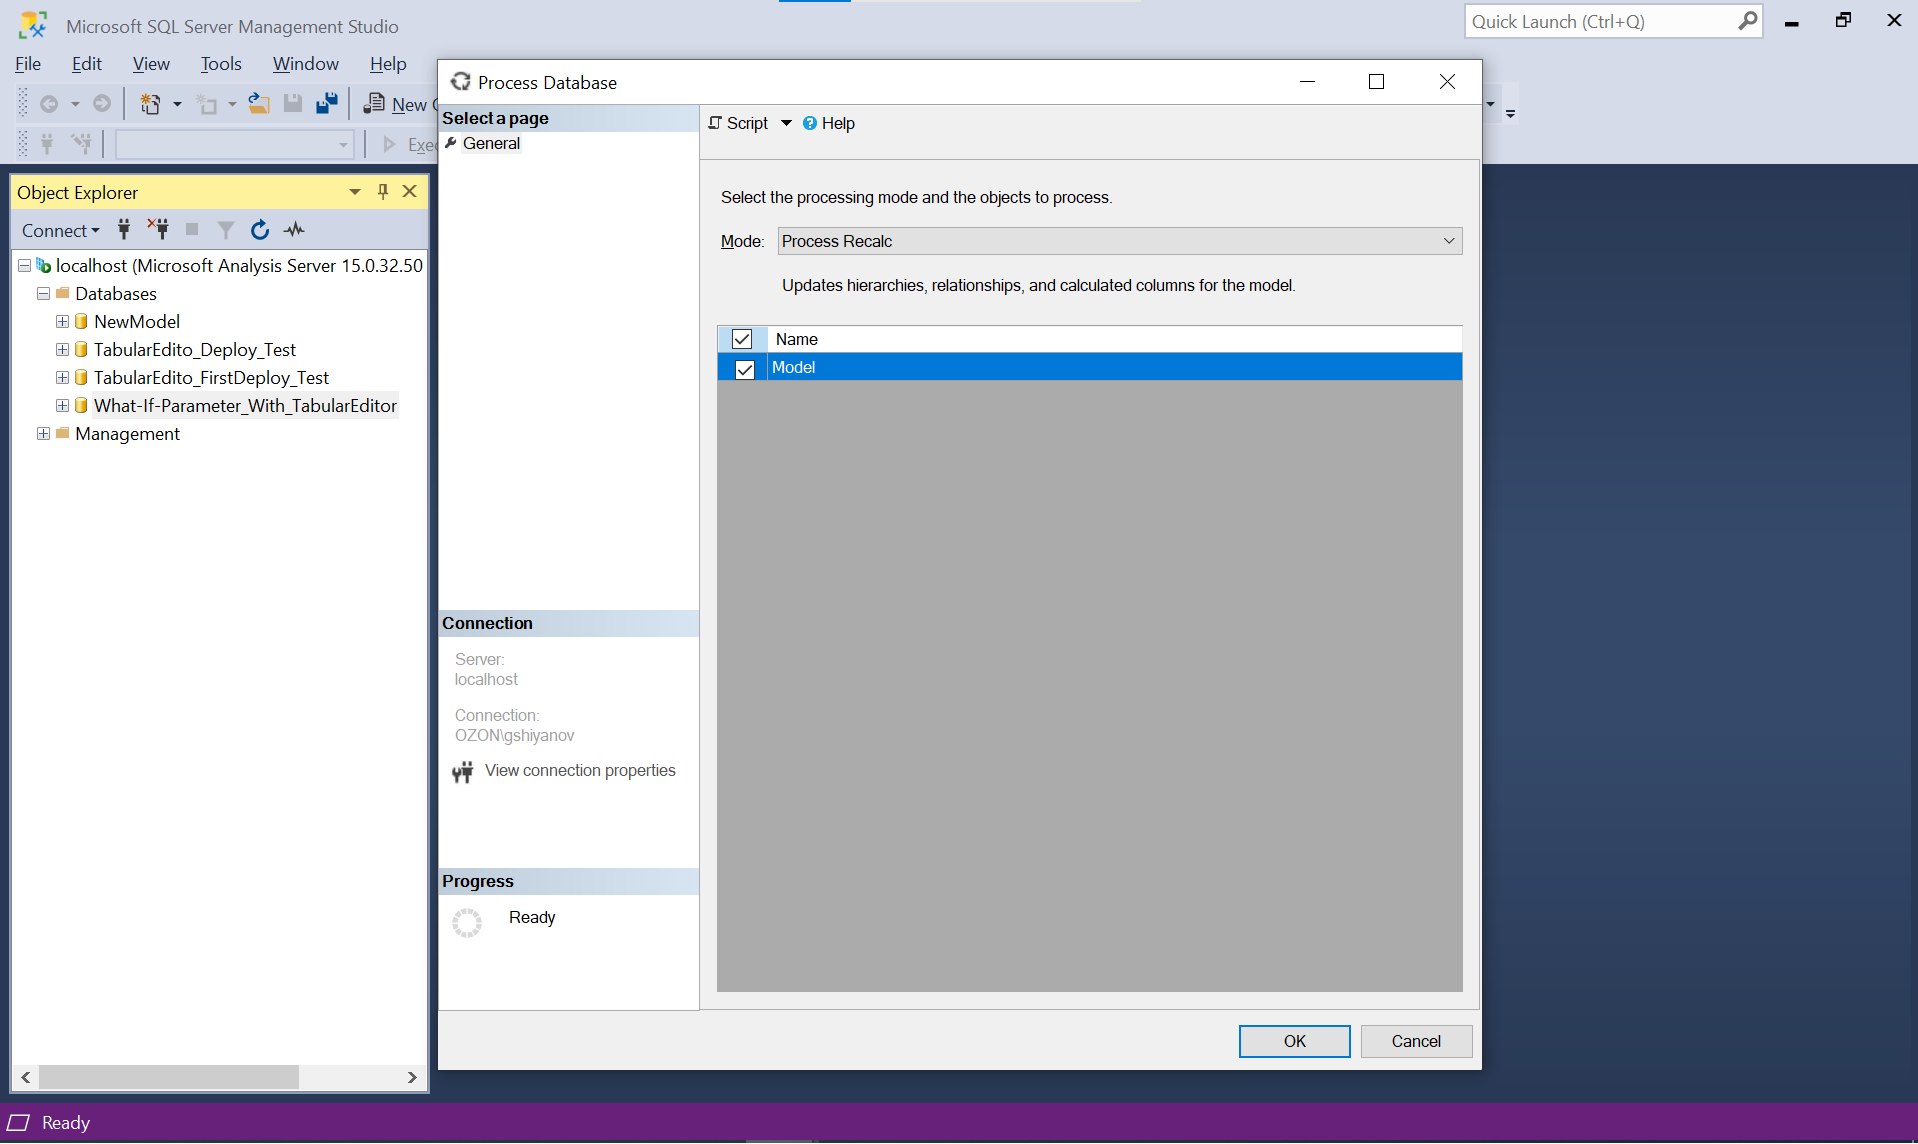 Microsoft SQL Server Management Studio
Quick Launch (Ctrl+Q)
File Edit View Tools Window Help
New
Exe
Process Database
Select a page
General
Script Help
Object Explorer
Connect
localhost (Microsoft Analysis Server 15.0.32.50
Databases
NewModel
TabularEdito_Deploy_Test
TabularEdito_FirstDeploy_Test
What-If-Parameter_With_TabularEditor
Management
Select the processing mode and the objects to process.
Mode: Process Recalc
Updates hierarchies, relationships, and calculated columns for the model.
Name
Model
Connection
Server:
localhost
Connection:
OZON\gshiyanov
View connection properties
Progress
Ready
OK Cancel
Ready